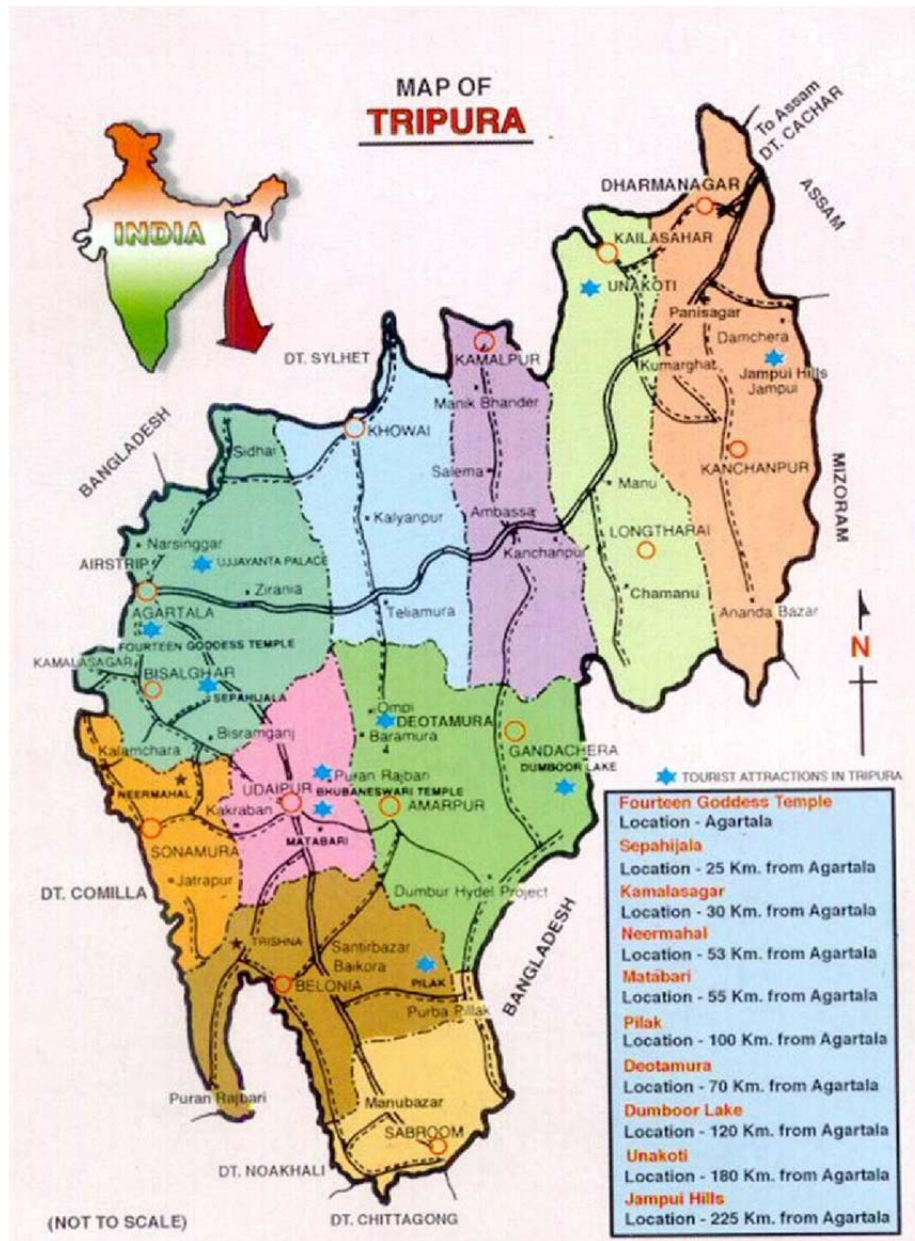 MAP OF
TRIPURA
INDIA
To Assam
DT. CACHAR
ASSAM
DHARMANAGAR
KAILASAHAR
UNAKOTI
Panisagar
Damchera
DT. SYLHET
KAMALPUR
Kumarghat
Jampui Hills
Jampui
Manik Bhander
BANGLADESH
Sidhai
KHOWAI
KANCHANPUR
MIZORAM
Salema
Manu
Kalyanpur
Ambassa
Narsinggar
Kanchanpur
LONGTHARAI
AIRSTRIP
UJJAYANTA PALACE
Zirania
Chamanu
AGARTALA
Teliamura
Ananda Bazar
FOURTEEN GODDESS TEMPLE
N
KAMALASAGAR
BISALGHAR
SEPAHIJALA
Ompi
DEOTAMURA
Bisramganj
Baramura
Kalamchara
GANDACHERA
DUMBOOR LAKE
NEERMAHAL
UDAIPUR
Puran Rajbari
BHUBANESWARI TEMPLE
Kakraban
AMARPUR
MATABARI
SONAMURA
Jatrapur
DT. COMILLA
Dumbur Hydel Project
BANGLADESH
TRISHNA
Santirbazar
Baikora
BELONIA
PILAK
Purba Pillak
Puran Rajbari
Manubazar
SABROOM
DT. NOAKHALI
DT. CHITTAGONG
(NOT TO SCALE)
TOURIST ATTRACTIONS IN TRIPURA
Fourteen Goddess Temple
Location - Agartala
Sepahijala
Location - 25 Km. from Agartala
Kamalasagar
Location - 30 Km. from Agartala
Neermahal
Location - 53 Km. from Agartala
Matabari
Location - 55 Km. from Agartala
Pilak
Location - 100 Km. from Agartala
Deotamura
Location - 70 Km. from Agartala
Dumboor Lake
Location - 120 Km. from Agartala
Unakoti
Location - 180 Km. from Agartala
Jampui Hills
Location - 225 Km. from Agartala